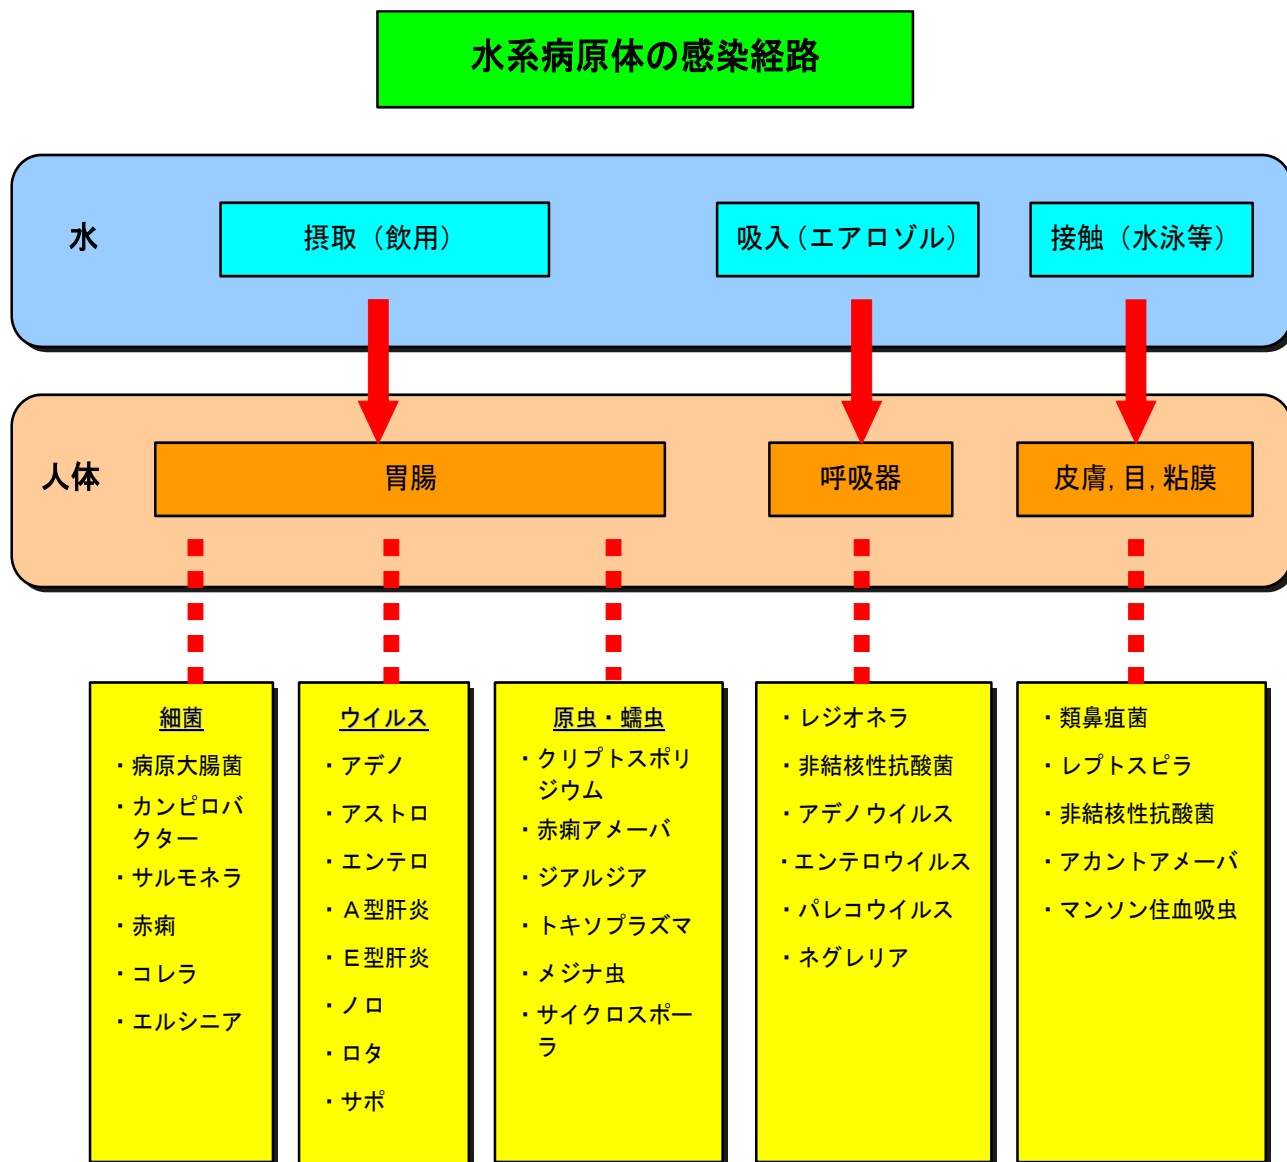 水系病原体の感染経路
水
摂取（飲用）
吸入（エアロゾル）
接触（水泳等）
人体
胃腸
呼吸器
皮膚,目,粘膜
細菌
・病原大腸菌
・カンピロバ
クター
・サルモネラ
・赤痢
・コレラ
・エルシニア
ウイルス
・アデノ
・アストロ
・エンテロ
・Ａ型肝炎
・Ｅ型肝炎
・ノロ
・ロタ
・サポ
原虫・蠕虫
・クリプトスポリ
ジウム
・赤痢アメーバ
・ジアルジア
・トキソプラズマ
・メジナ虫
・サイクロスポー
ラ
・レジオネラ
・非結核性抗酸菌
・アデノウイルス
・エンテロウイルス
・パレコウイルス
・ネグレリア
・類鼻疽菌
・レプトスピラ
・非結核性抗酸菌
・アカントアメーバ
・マンソン住血吸虫